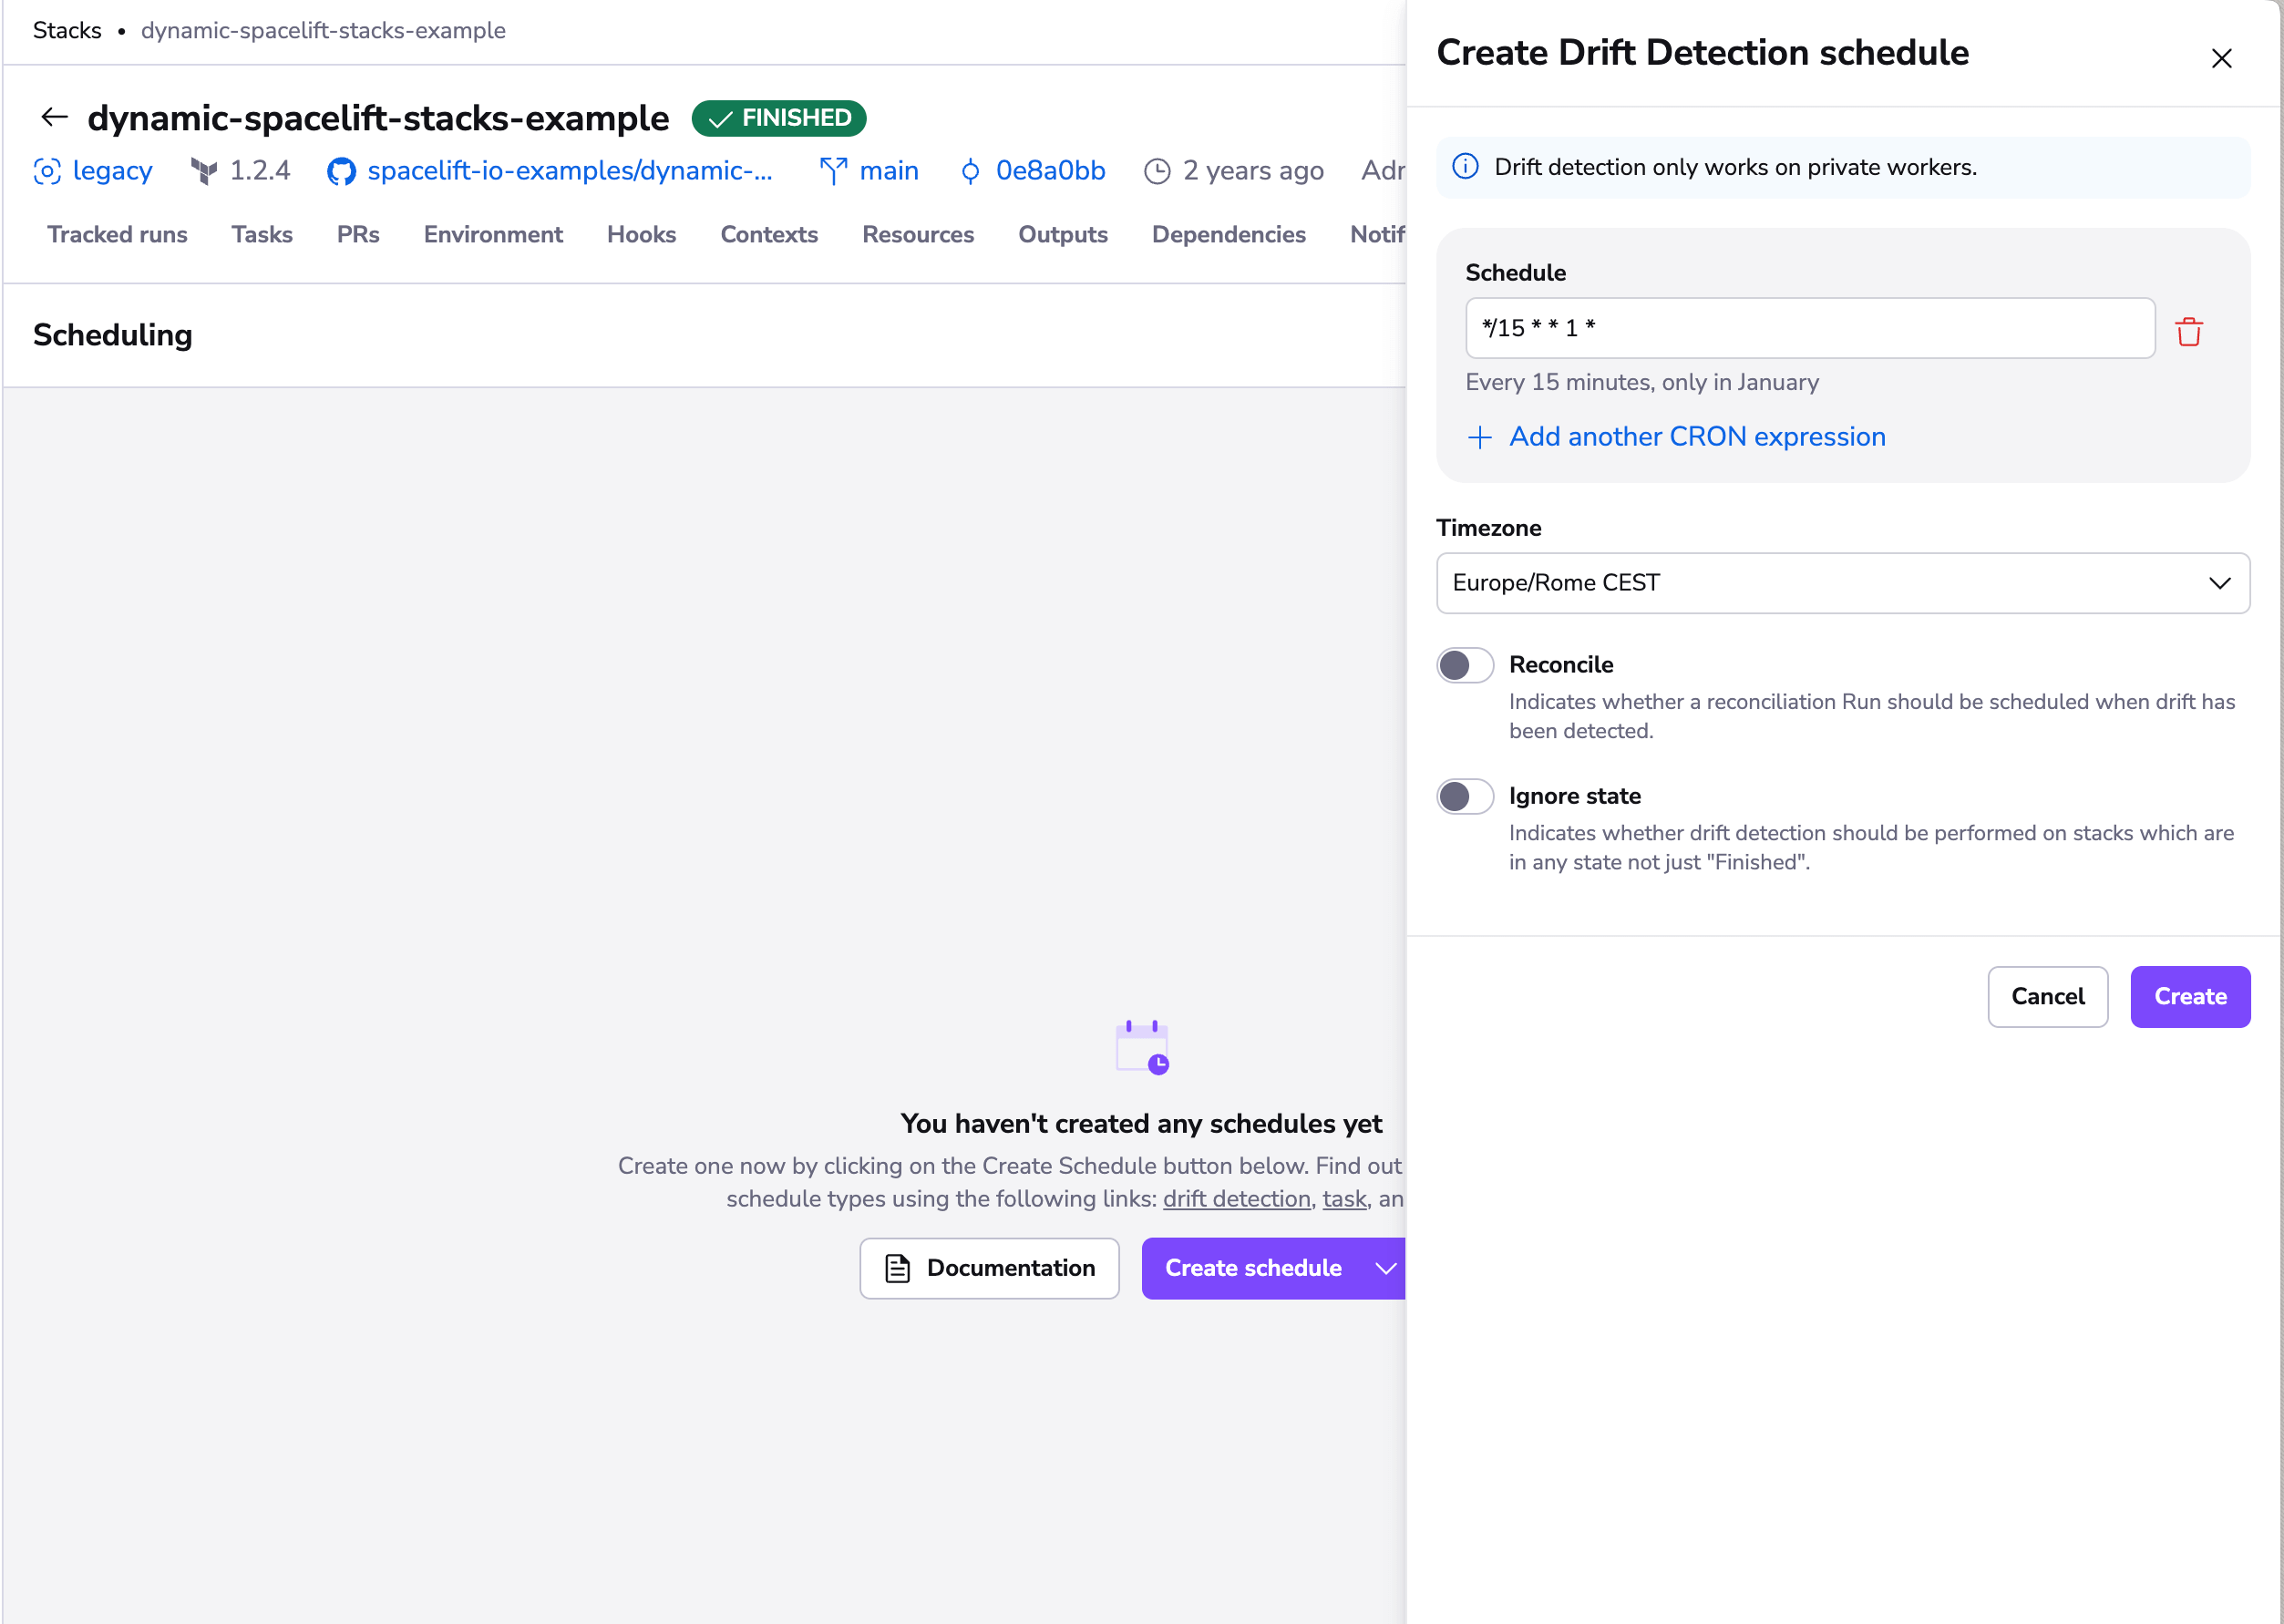 Stacks • dynamic-spacelift-stacks-example
dynamic-spacelift-stacks-example FINISHED
legacy 1.2.4 spacelift-io-examples/dynamic-... main 0e8a0bb 2 years ago Adr
Tracked runs Tasks PRs Environment Hooks Contexts Resources Outputs Dependencies Notif
Scheduling
You haven't created any schedules yet
Create one now by clicking on the Create Schedule button below. Find out
schedule types using the following links: drift detection, task, an
Documentation Create schedule
Create Drift Detection schedule
Drift detection only works on private workers.
Schedule
*/15 * * 1 *
Every 15 minutes, only in January
Add another CRON expression
Timezone
Europe/Rome CEST
Reconcile
Indicates whether a reconciliation Run should be scheduled when drift has
been detected.
Ignore state
Indicates whether drift detection should be performed on stacks which are
in any state not just "Finished".
Cancel Create